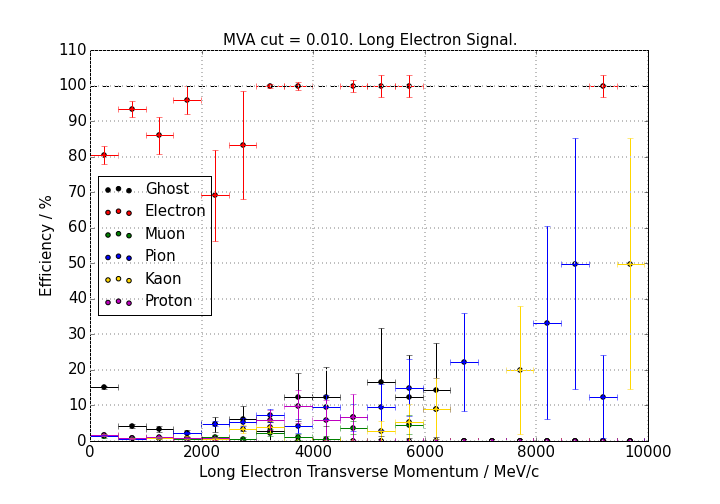 MVA cut = 0.010. Long Electron Signal.
110
100
90
80
70
60
50
40
30
20
10
0
Efficiency / %
Ghost
Electron
Muon
Pion
Kaon
Proton
0 2000 4000 6000 8000 10000
Long Electron Transverse Momentum / MeV/c